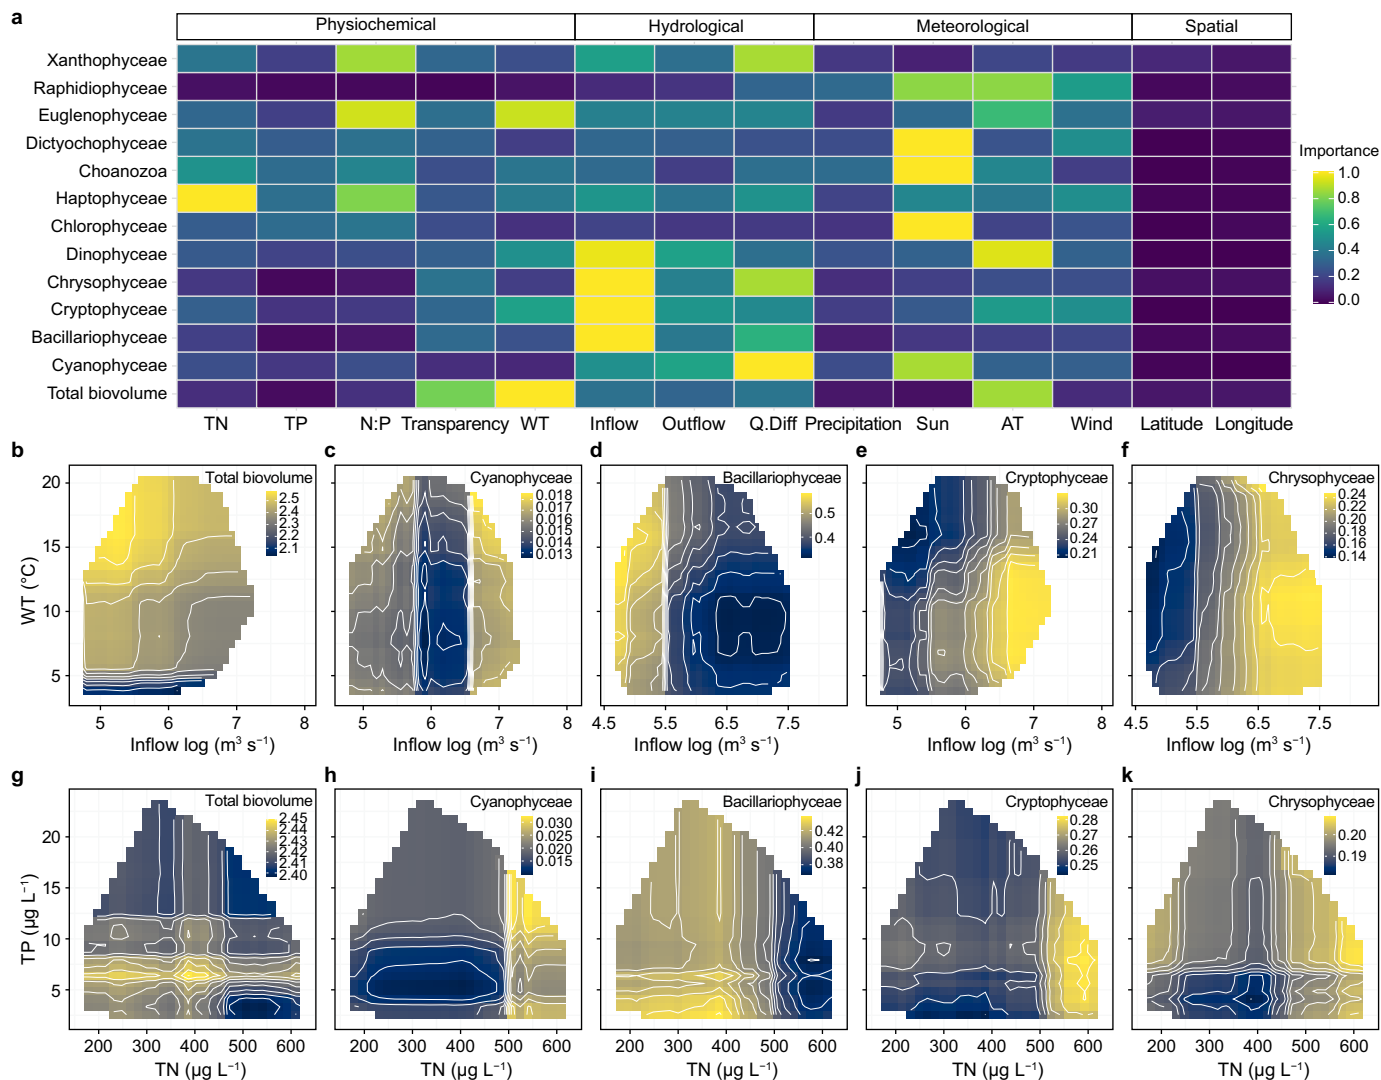 a
Physiochemical Hydrological Meteorological Spatial
Xanthophyceae
Raphidiophyceae
Euglenophyceae
Dictyochophyceae
Choanozoa
Haptophyceae
Chlorophyceae
Dinophyceae
Chrysophyceae
Cryptophyceae
Bacillariophyceae
Cyanophyceae
Total biovolume
TN TP N:P Transparency WT Inflow Outflow Q.Diff Precipitation Sun AT Wind Latitude Longitude
Importance
1.0
0.8
0.6
0.4
0.2
0.0
b
Total biovolume
2.5
2.4
2.3
2.2
2.1
WT (°C)
20
15
10
5
5 6 7 8
Inflow log (m³ s⁻¹)
c
Cyanophyceae
0.018
0.017
0.016
0.015
0.014
0.013
5 6 7 8
Inflow log (m³ s⁻¹)
d
Bacillariophyceae
0.5
0.4
4.5 5.5 6.5 7.5
Inflow log (m³ s⁻¹)
e
Cryptophyceae
0.30
0.27
0.24
0.21
5 6 7 8
Inflow log (m³ s⁻¹)
f
Chrysophyceae
0.24
0.22
0.20
0.18
0.16
0.14
4.5 5.5 6.5 7.5
Inflow log (m³ s⁻¹)
g
Total biovolume
2.45
2.44
2.43
2.42
2.41
2.40
TP (µg L⁻¹)
20
15
10
5
200 300 400 500 600
TN (µg L⁻¹)
h
Cyanophyceae
0.030
0.025
0.020
0.015
200 300 400 500 600
TN (µg L⁻¹)
i
Bacillariophyceae
0.42
0.40
0.38
200 300 400 500 600
TN (µg L⁻¹)
j
Cryptophyceae
0.28
0.27
0.26
0.25
200 300 400 500 600
TN (µg L⁻¹)
k
Chrysophyceae
0.20
0.19
200 300 400 500 600
TN (µg L⁻¹)